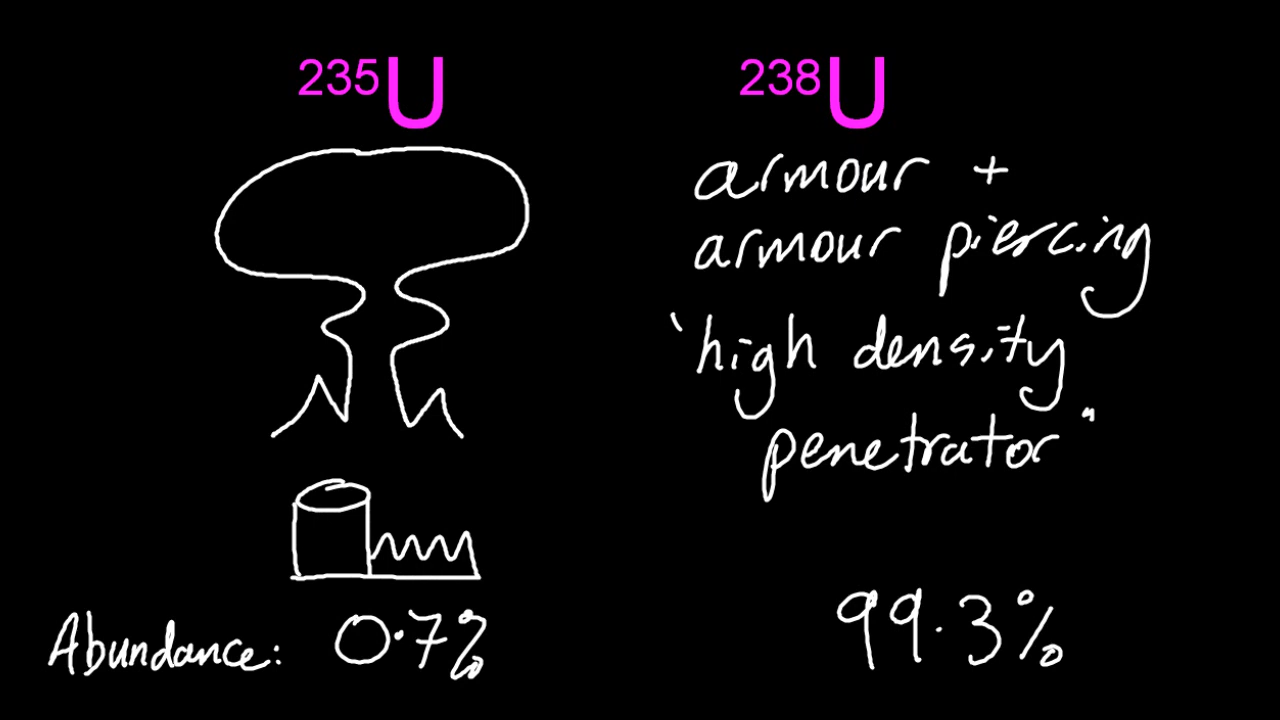 ²³⁵U ²³⁸U
armour +
armour piercing
‘high density
penetrator"
Abundance: 0.7% 99.3%